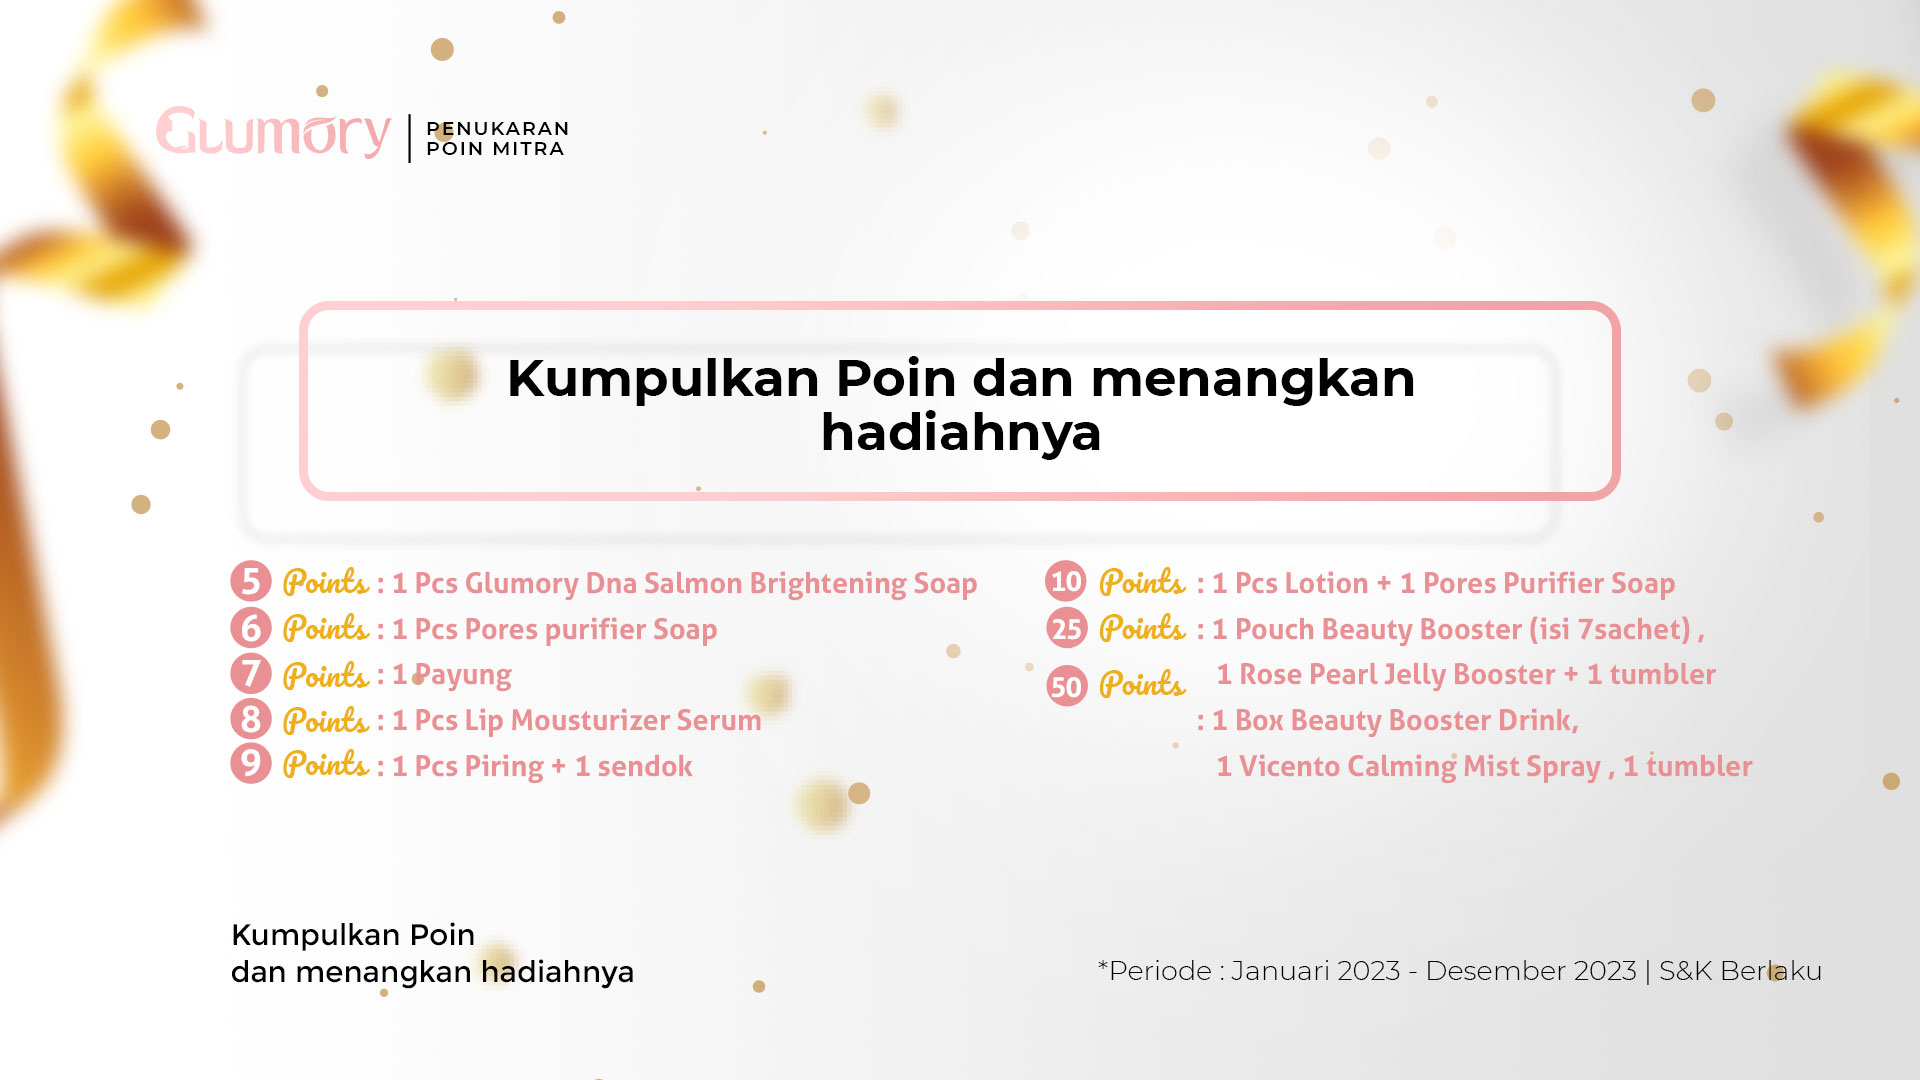 Glumory
PENUKARAN
POIN MITRA
Kumpulkan Poin dan menangkan
hadiahnya
5 Points : 1 Pcs Glumory Dna Salmon Brightening Soap
6 Points : 1 Pcs Pores purifier Soap
7 Points : 1 Payung
8 Points : 1 Pcs Lip Mousturizer Serum
9 Points : 1 Pcs Piring + 1 sendok
10 Points : 1 Pcs Lotion + 1 Pores Purifier Soap
25 Points : 1 Pouch Beauty Booster (isi 7sachet) ,
1 Rose Pearl Jelly Booster + 1 tumbler
50 Points
: 1 Box Beauty Booster Drink,
1 Vicento Calming Mist Spray , 1 tumbler
Kumpulkan Poin
dan menangkan hadiahnya
*Periode : Januari 2023 - Desember 2023 | S&K Berlaku